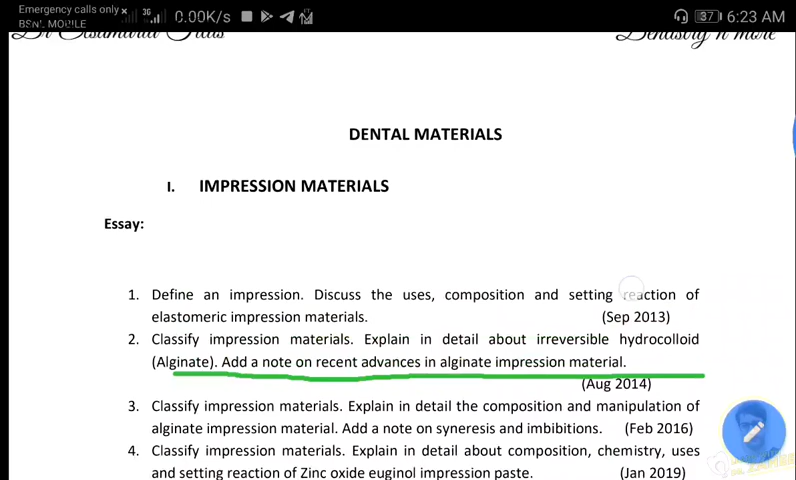 Emergency calls only
BSNL MOBILE
3G
0.00K/s
37
6:23 AM
Dentistry n more
DENTAL MATERIALS
I. IMPRESSION MATERIALS
Essay:
1. Define an impression. Discuss the uses, composition and setting reaction of
elastomeric impression materials. (Sep 2013)
2. Classify impression materials. Explain in detail about irreversible hydrocolloid
(Alginate). Add a note on recent advances in alginate impression material.
(Aug 2014)
3. Classify impression materials. Explain in detail the composition and manipulation of
alginate impression material. Add a note on syneresis and imbibitions. (Feb 2016)
4. Classify impression materials. Explain in detail about composition, chemistry, uses
and setting reaction of Zinc oxide euginol impression paste. (Jan 2019)